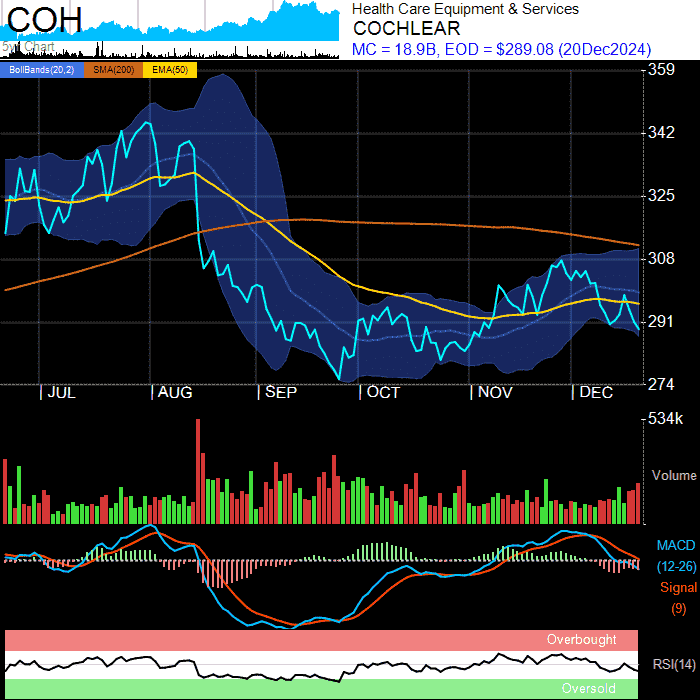 COH
5yr Chart
Health Care Equipment & Services
COCHLEAR
MC = 18.9B, EOD = $289.08 (20Dec2024)
BollBands(20,2) SMA(200) EMA(50)
359
342
325
308
291
274
JUL AUG SEP OCT NOV DEC
534k
Volume
MACD
(12-26)
Signal
(9)
Overbought
RSI(14)
Oversold